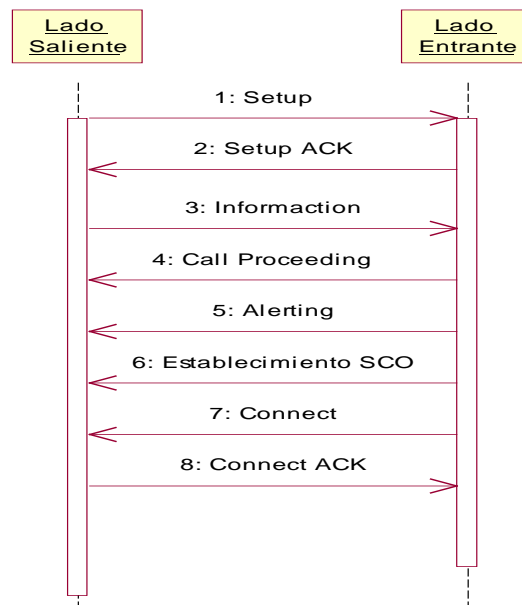 Lado
Saliente
Lado
Entrante
1: Setup
2: Setup ACK
3: Informaction
4: Call Proceeding
5: Alerting
6: Establecimiento SCO
7: Connect
8: Connect ACK